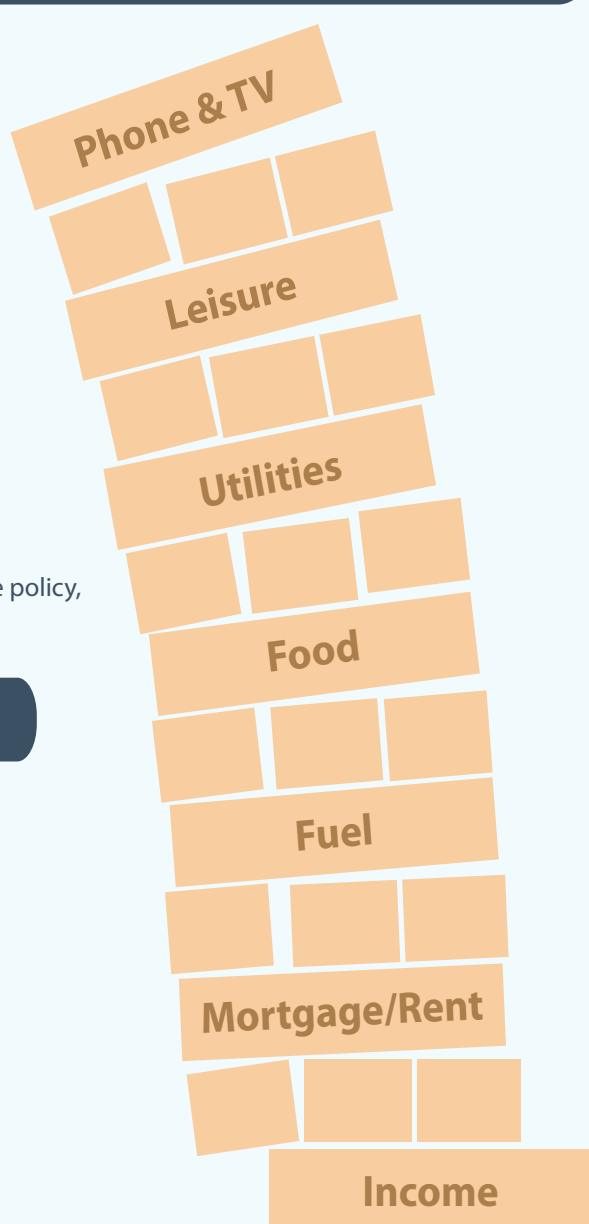 Phone & TV
Leisure
Utilities
policy,
Food
Fuel
Mortgage/Rent
Income